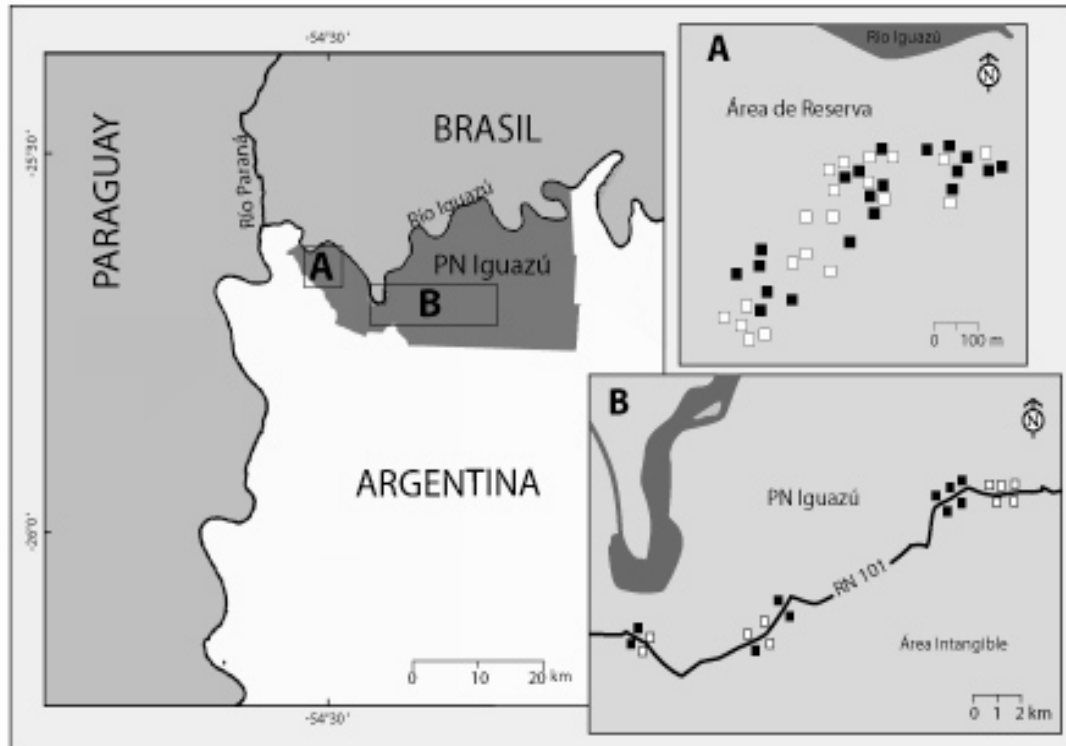 -54°30'
PARAGUAY
Río Paraná
BRASIL
-25°30'
Río Iguazú
PN Iguazú
A
B
ARGENTINA
-26°0'
0 10 20 km
-54°30'
A
Río Iguazú
N
Área de Reserva
0 100 m
B
N
PN Iguazú
RN 101
Área Intangible
0 1 2 km